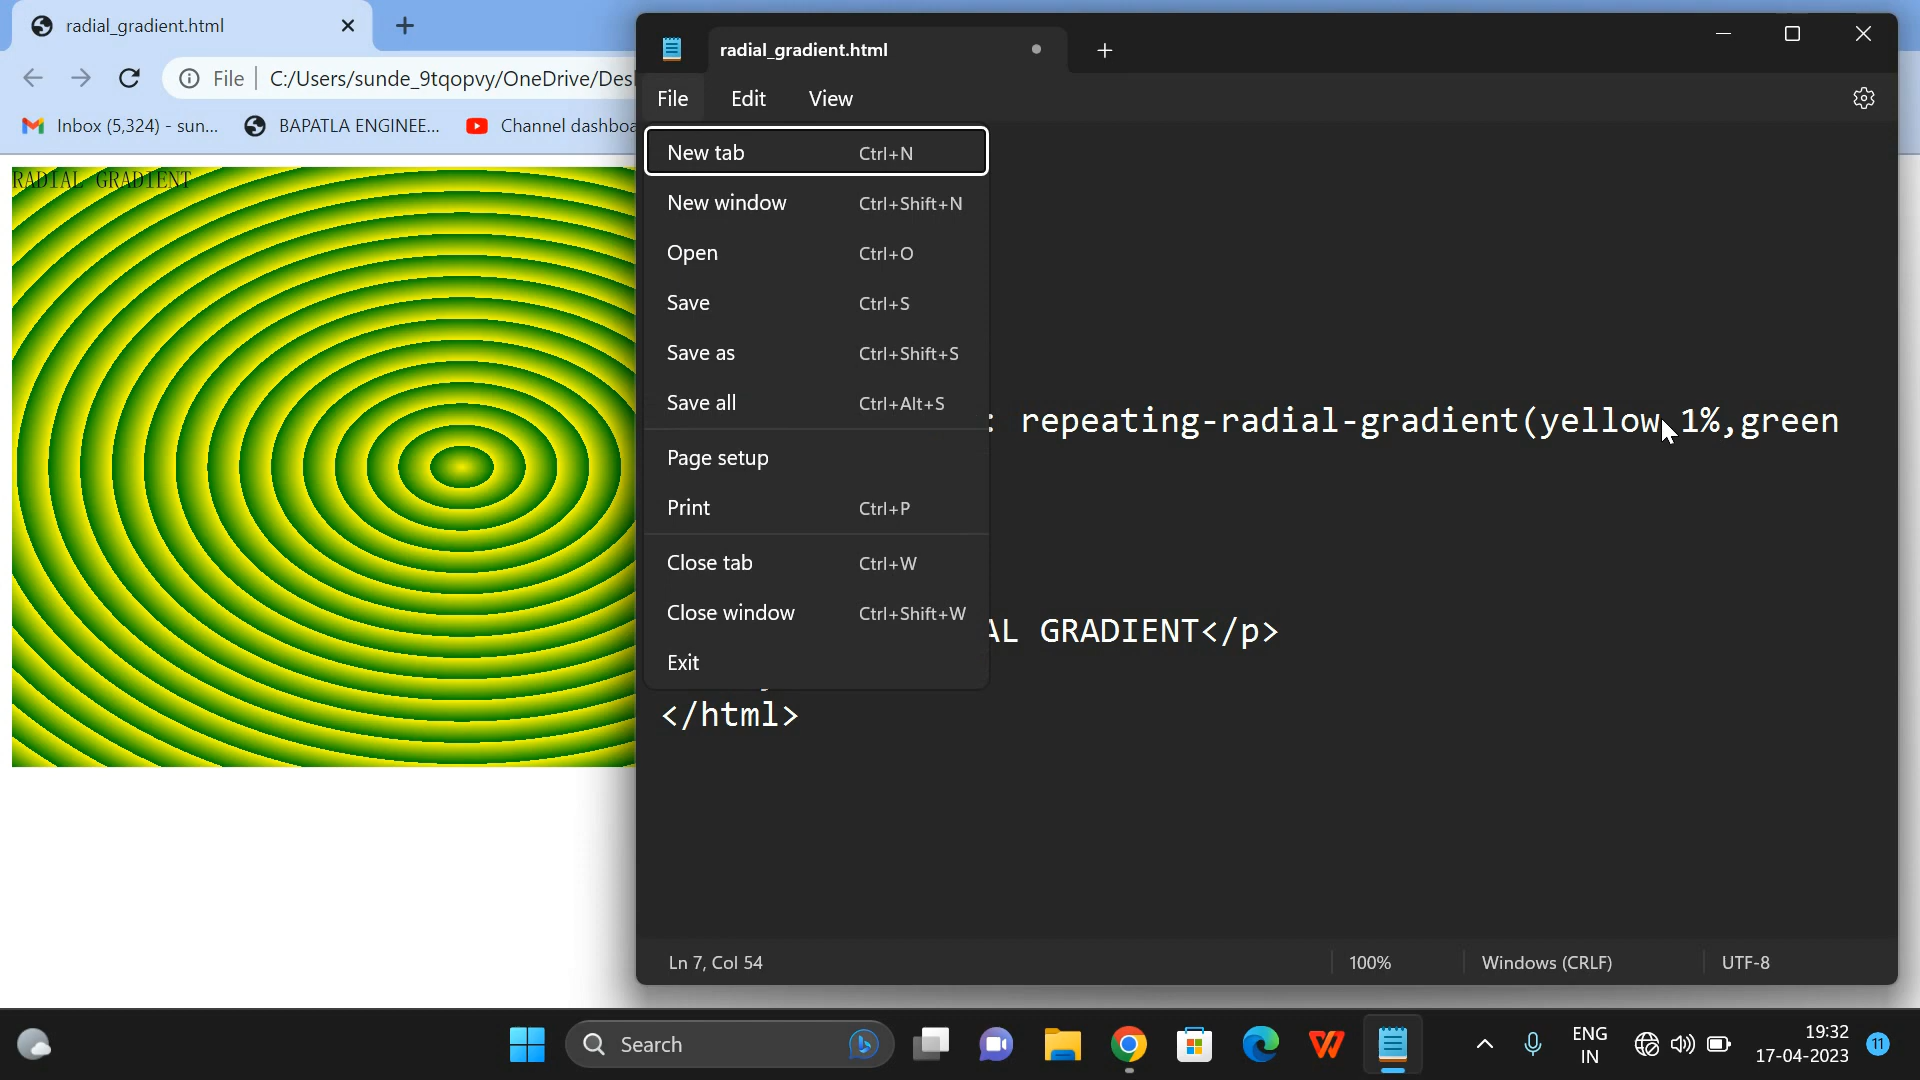 radial_gradient.html
File C:/Users/sunde_9tqopvy/OneDrive/Des
Inbox (5,324) - sun... BAPATLA ENGINEE... Channel dashboa
RADIAL GRADIENT
radial_gradient.html
File Edit View
New tab Ctrl+N
New window Ctrl+Shift+N
Open Ctrl+O
Save Ctrl+S
Save as Ctrl+Shift+S
Save all Ctrl+Alt+S
Page setup
Print Ctrl+P
Close tab Ctrl+W
Close window Ctrl+Shift+W
Exit
: repeating-radial-gradient(yellow 1%,green
AL GRADIENT</p>
</html>
Ln 7, Col 54 100% Windows (CRLF) UTF-8
Search
ENG
IN
19:32
17-04-2023
11